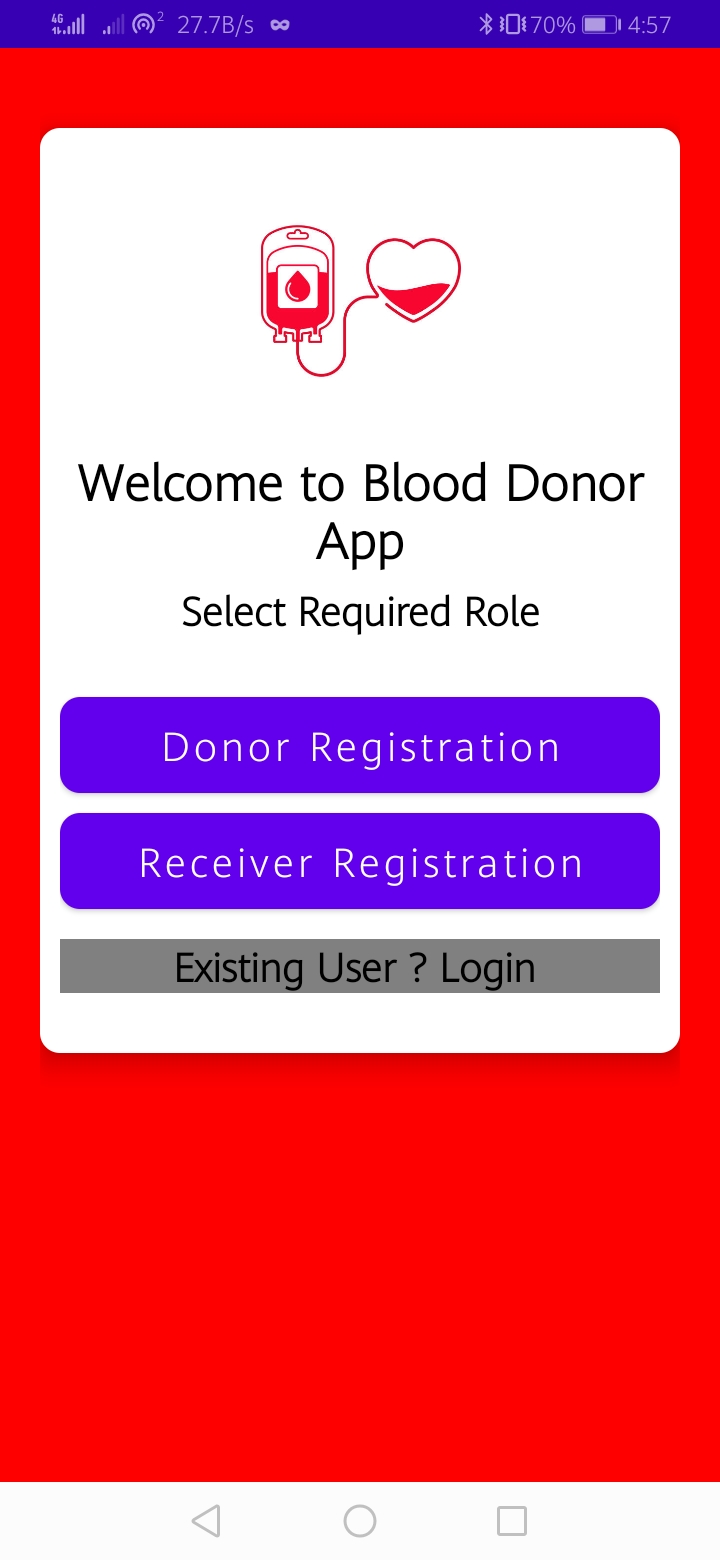 4G 2 27.7B/s 70% 4:57
Welcome to Blood Donor
App
Select Required Role
Donor Registration
Receiver Registration
Existing User ? Login